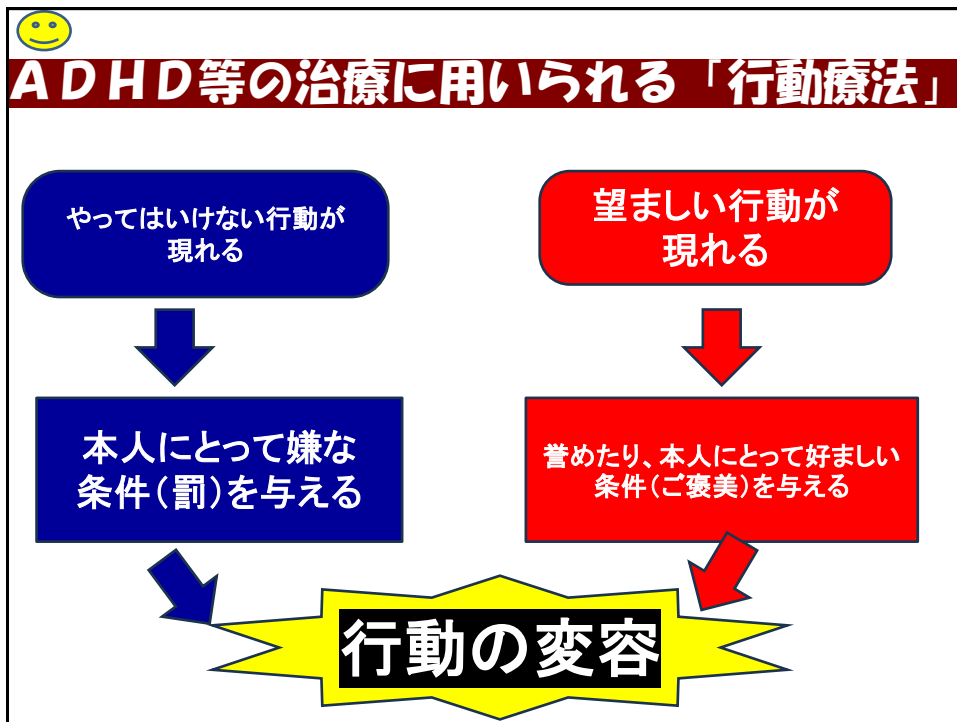 ADHD等の治療に用いられる「行動療法」
やってはいけない行動が
現れる
望ましい行動が
現れる
本人にとって嫌な
条件(罰)を与える
誉めたり、本人にとって好ましい
条件(ご褒美)を与える
行動の変容